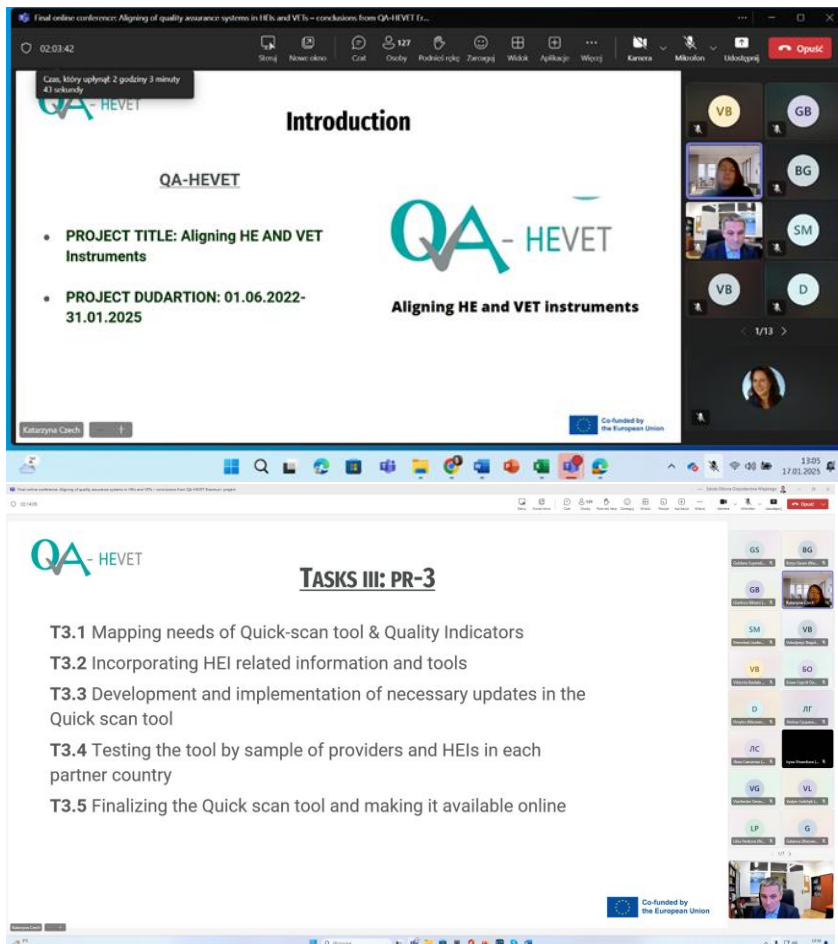 Final online conference: Aligning of quality assurance systems in HEIs and VETs – conclusions from QA-HEVET Er...
02:03:42
Steruj
Nowe okno
Czat
127
Osoby
Podnieś rękę
Zareaguj
Widok
Aplikacje
Więcej
Kamera
Mikrofon
Udostępnij
Opuść
Czas, który upłynął: 2 godziny 3 minuty
43 sekundy
QA- HEVET
Introduction
QA-HEVET
PROJECT TITLE: Aligning HE AND VET
Instruments
PROJECT DUDARTION: 01.06.2022-
31.01.2025
QA- HEVET
Aligning HE and VET instruments
Co-funded by
the European Union
Katarzyna Czech
VB
GB
BG
SM
VB
D
1/13
13:05
17.01.2025
QA- HEVET
TASKS III: PR-3
T3.1 Mapping needs of Quick-scan tool & Quality Indicators
T3.2 Incorporating HEI related information and tools
T3.3 Development and implementation of necessary updates in the
Quick scan tool
T3.4 Testing the tool by sample of providers and HEIs in each
partner country
T3.5 Finalizing the Quick scan tool and making it available online
Co-funded by
the European Union
Katarzyna Czech
GS
BG
GB
Katarzyna Czech
SM
VB
VB
БО
D
ЛГ
ЛС
VG
VL
LP
G